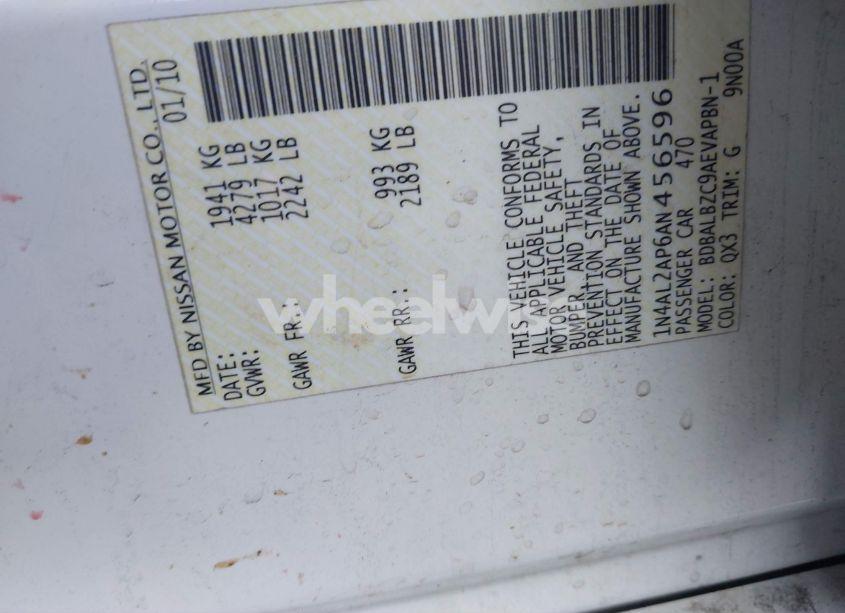 MFD BY NISSAN MOTOR CO., LTD.
DATE: 01/10
GVWR: 1941 KG
4279 LB
GAWR FR.: 1017 KG
2242 LB
GAWR RR.: 993 KG
2189 LB
THIS VEHICLE CONFORMS TO
ALL APPLICABLE FEDERAL
MOTOR VEHICLE SAFETY,
BUMPER, AND THEFT
PREVENTION STANDARDS IN
EFFECT ON THE DATE OF
MANUFACTURE SHOWN ABOVE.
1N4AL2AP6AN456596
PASSENGER CAR 470
MODEL: BDBALBZC9AEVAPBN-1
COLOR: QX3 TRIM: G 9N00A
wheelwise